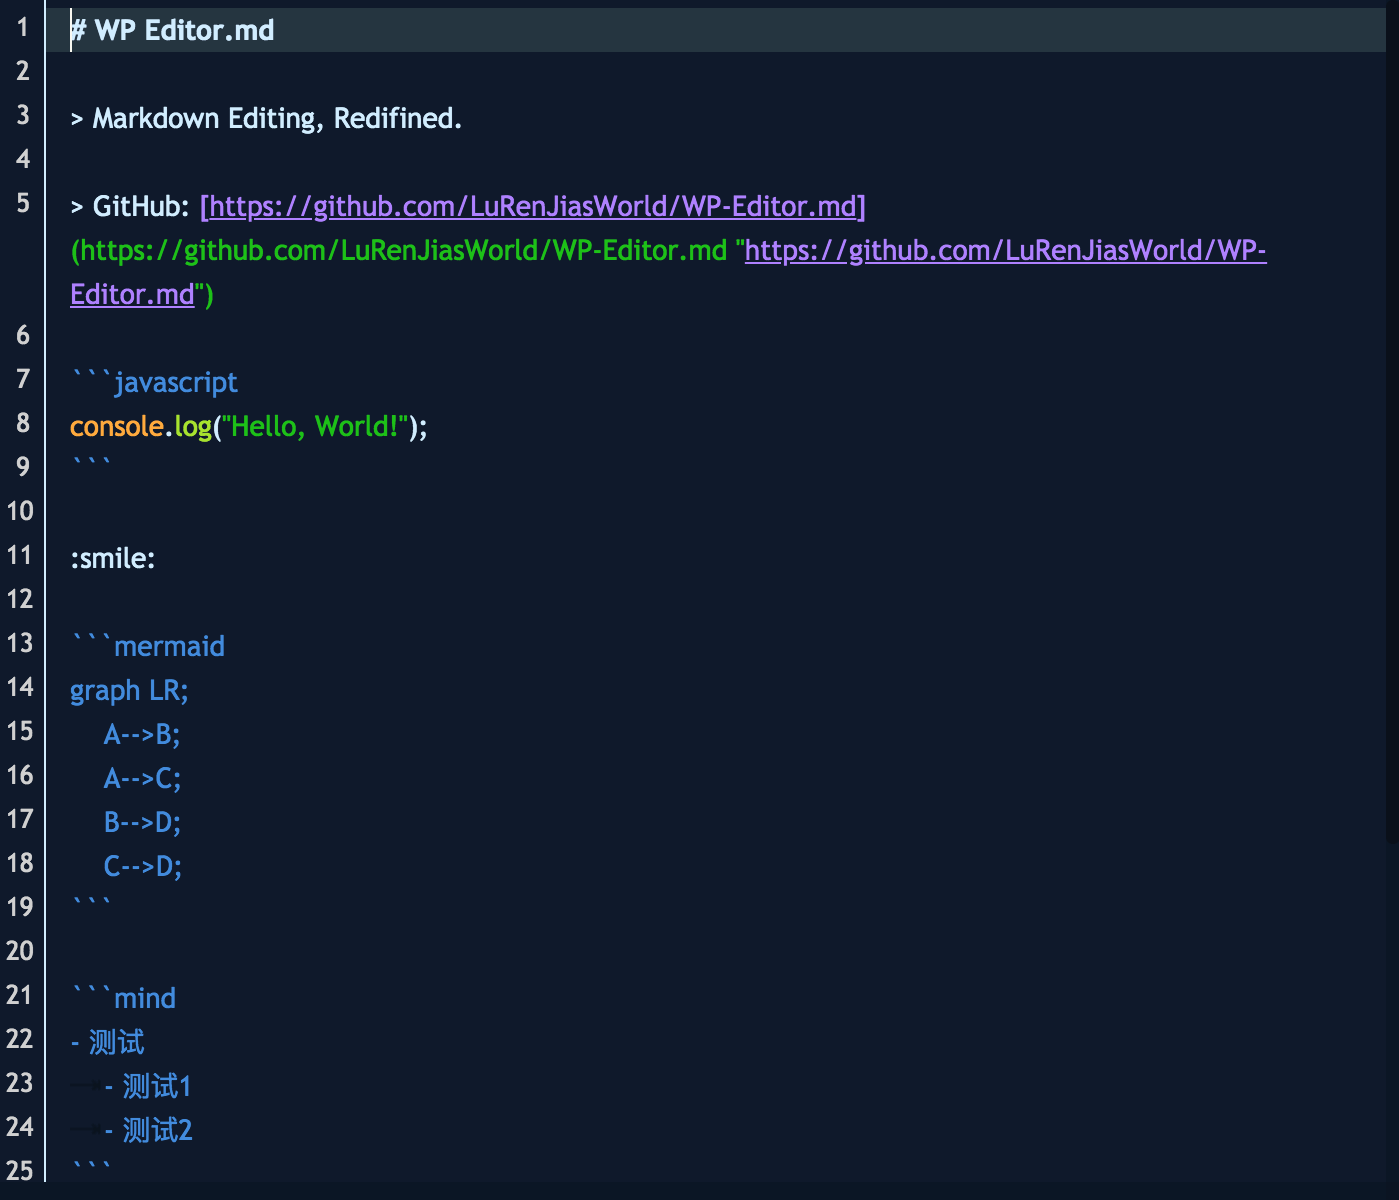 1 # WP Editor.md
2
3 > Markdown Editing, Redifined.
4
5 > GitHub: [https://github.com/LuRenJiasWorld/WP-Editor.md]
(https://github.com/LuRenJiasWorld/WP-Editor.md "https://github.com/LuRenJiasWorld/WP-
Editor.md")
6
7 ```javascript
8 console.log("Hello, World!");
9 ```
10
11 :smile:
12
13 ```mermaid
14 graph LR;
15     A-->B;
16     A-->C;
17     B-->D;
18     C-->D;
19 ```
20
21 ```mind
22 - 测试
23     - 测试1
24     - 测试2
25 ```